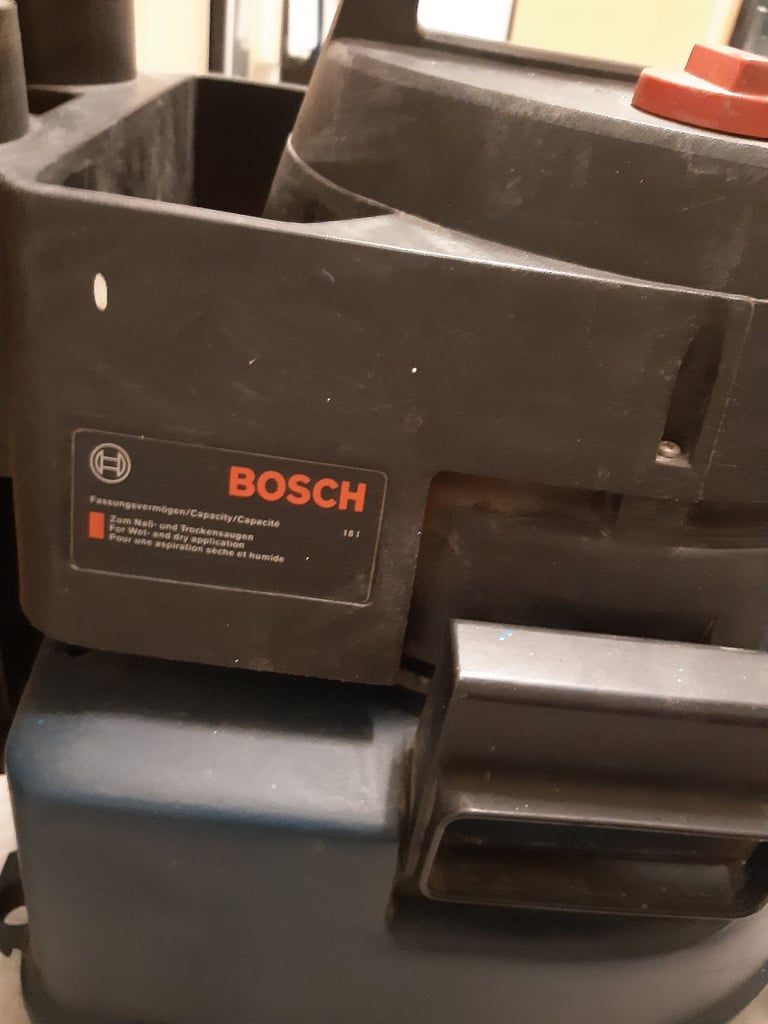 BOSCH
Fassungsvermögen/Capacity/Capacité
18 l
Zum Naß- und Trockensaugen
For Wet- and dry application
Pour une aspiration sèche et humide